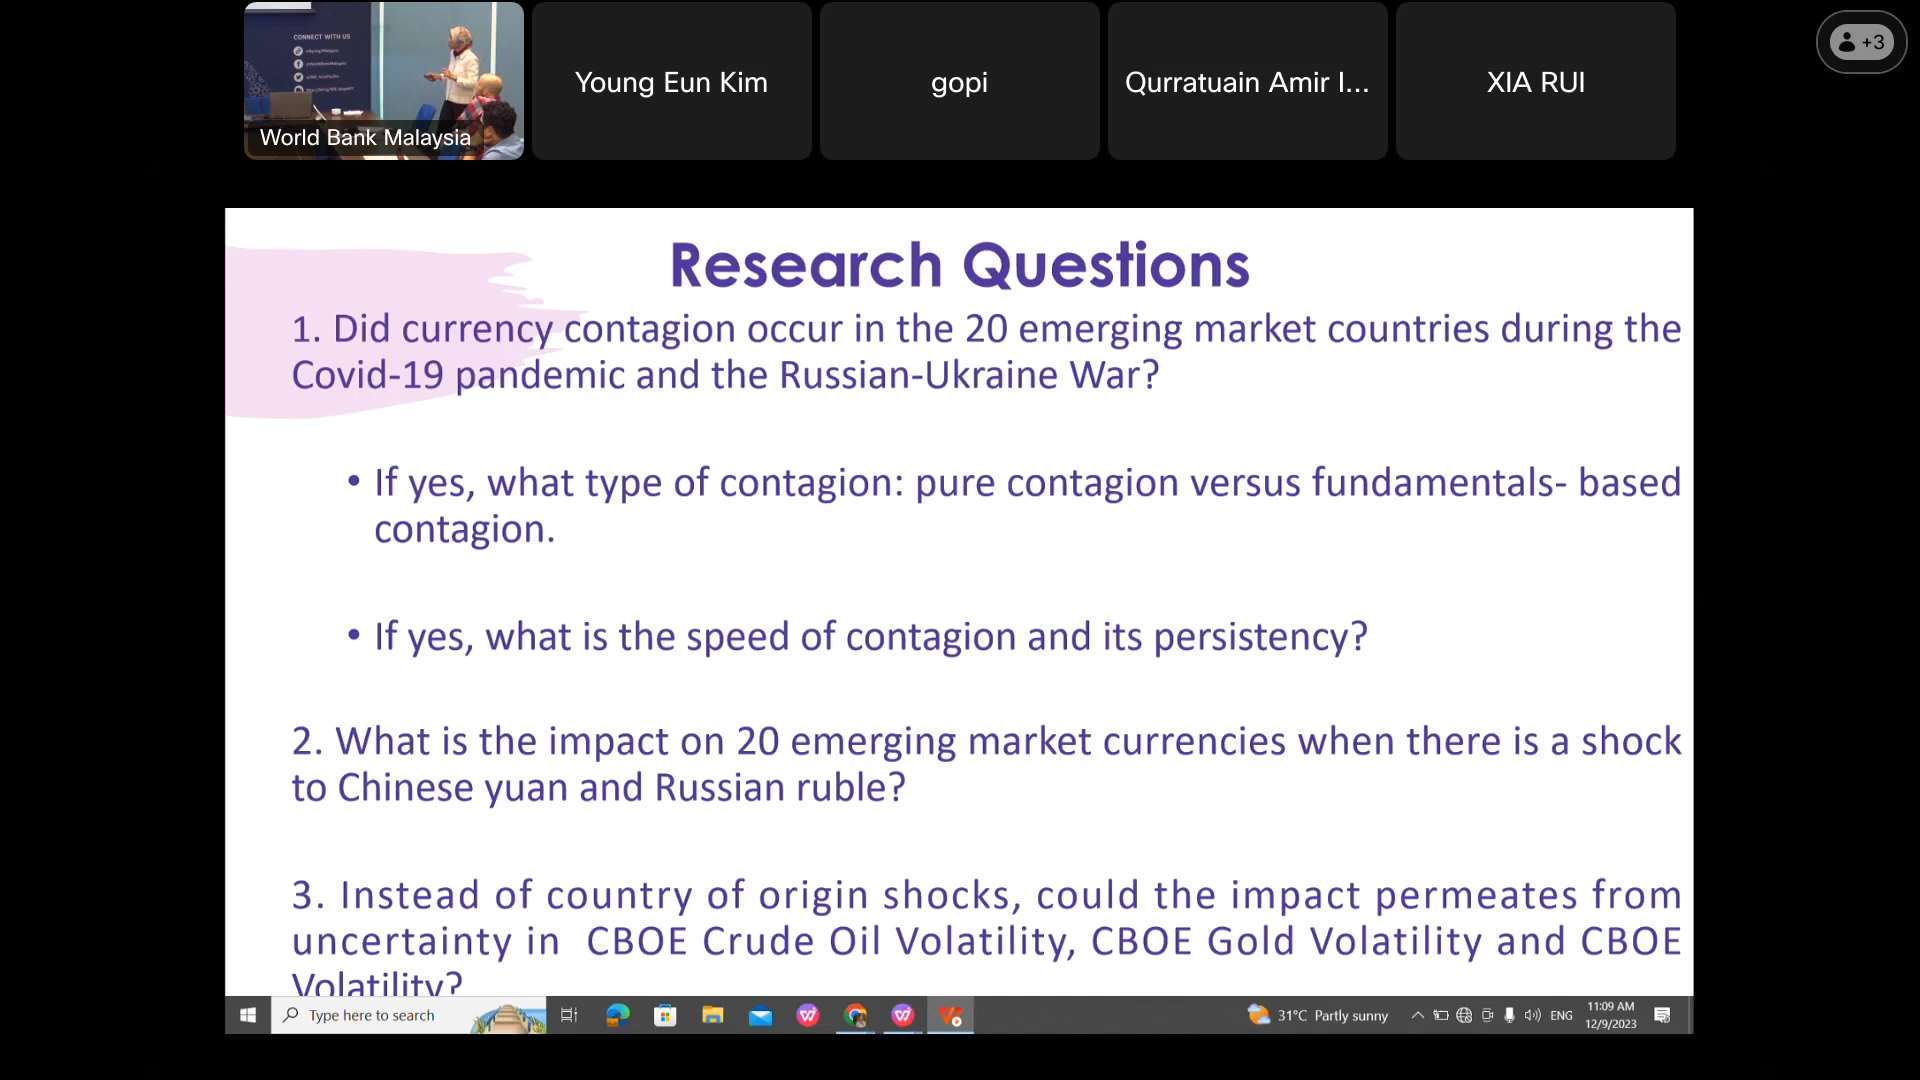 CONNECT WITH US
World Bank Malaysia
Young Eun Kim
gopi
Qurratuain Amir I...
XIA RUI
+3
Research Questions
1. Did currency contagion occur in the 20 emerging market countries during the
Covid-19 pandemic and the Russian-Ukraine War?
• If yes, what type of contagion: pure contagion versus fundamentals- based
contagion.
• If yes, what is the speed of contagion and its persistency?
2. What is the impact on 20 emerging market currencies when there is a shock
to Chinese yuan and Russian ruble?
3. Instead of country of origin shocks, could the impact permeates from
uncertainty in CBOE Crude Oil Volatility, CBOE Gold Volatility and CBOE
Volatility?
Type here to search
31°C Partly sunny
ENG
11:09 AM
12/9/2023